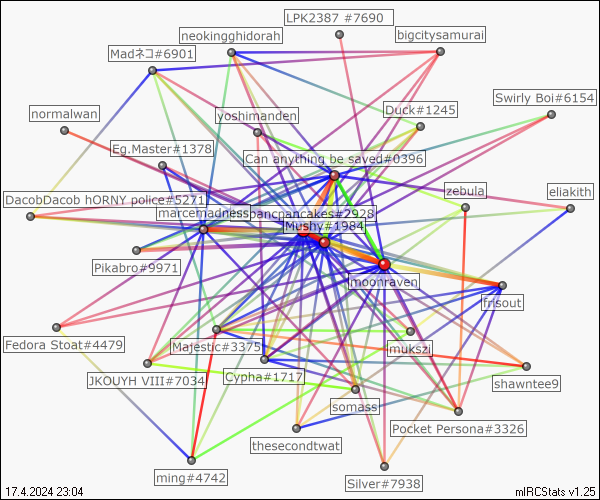 LPK2387 #7690
neokingghidorah
bigcitysamurai
Madネコ#6901
Swirly Boi#6154
normalwan
yoshimanden
Duck#1245
Eg.Master#1378
Can anything be saved#0396
zebula
eliakith
DacobDacob hORNY police#5271
marcemadness
pancpancakes#2928
Mushy#1984
Pikabro#9971
moonraven
frisout
Fedora Stoat#4479
Majestic#3375
mukszi
JKOUYH VIII#7034
Cypha#1717
shawntee9
somass
Pocket Persona#3326
thesecondtwat
ming#4742
Silver#7938
17.4.2024 23:04
mIRCStats v1.25